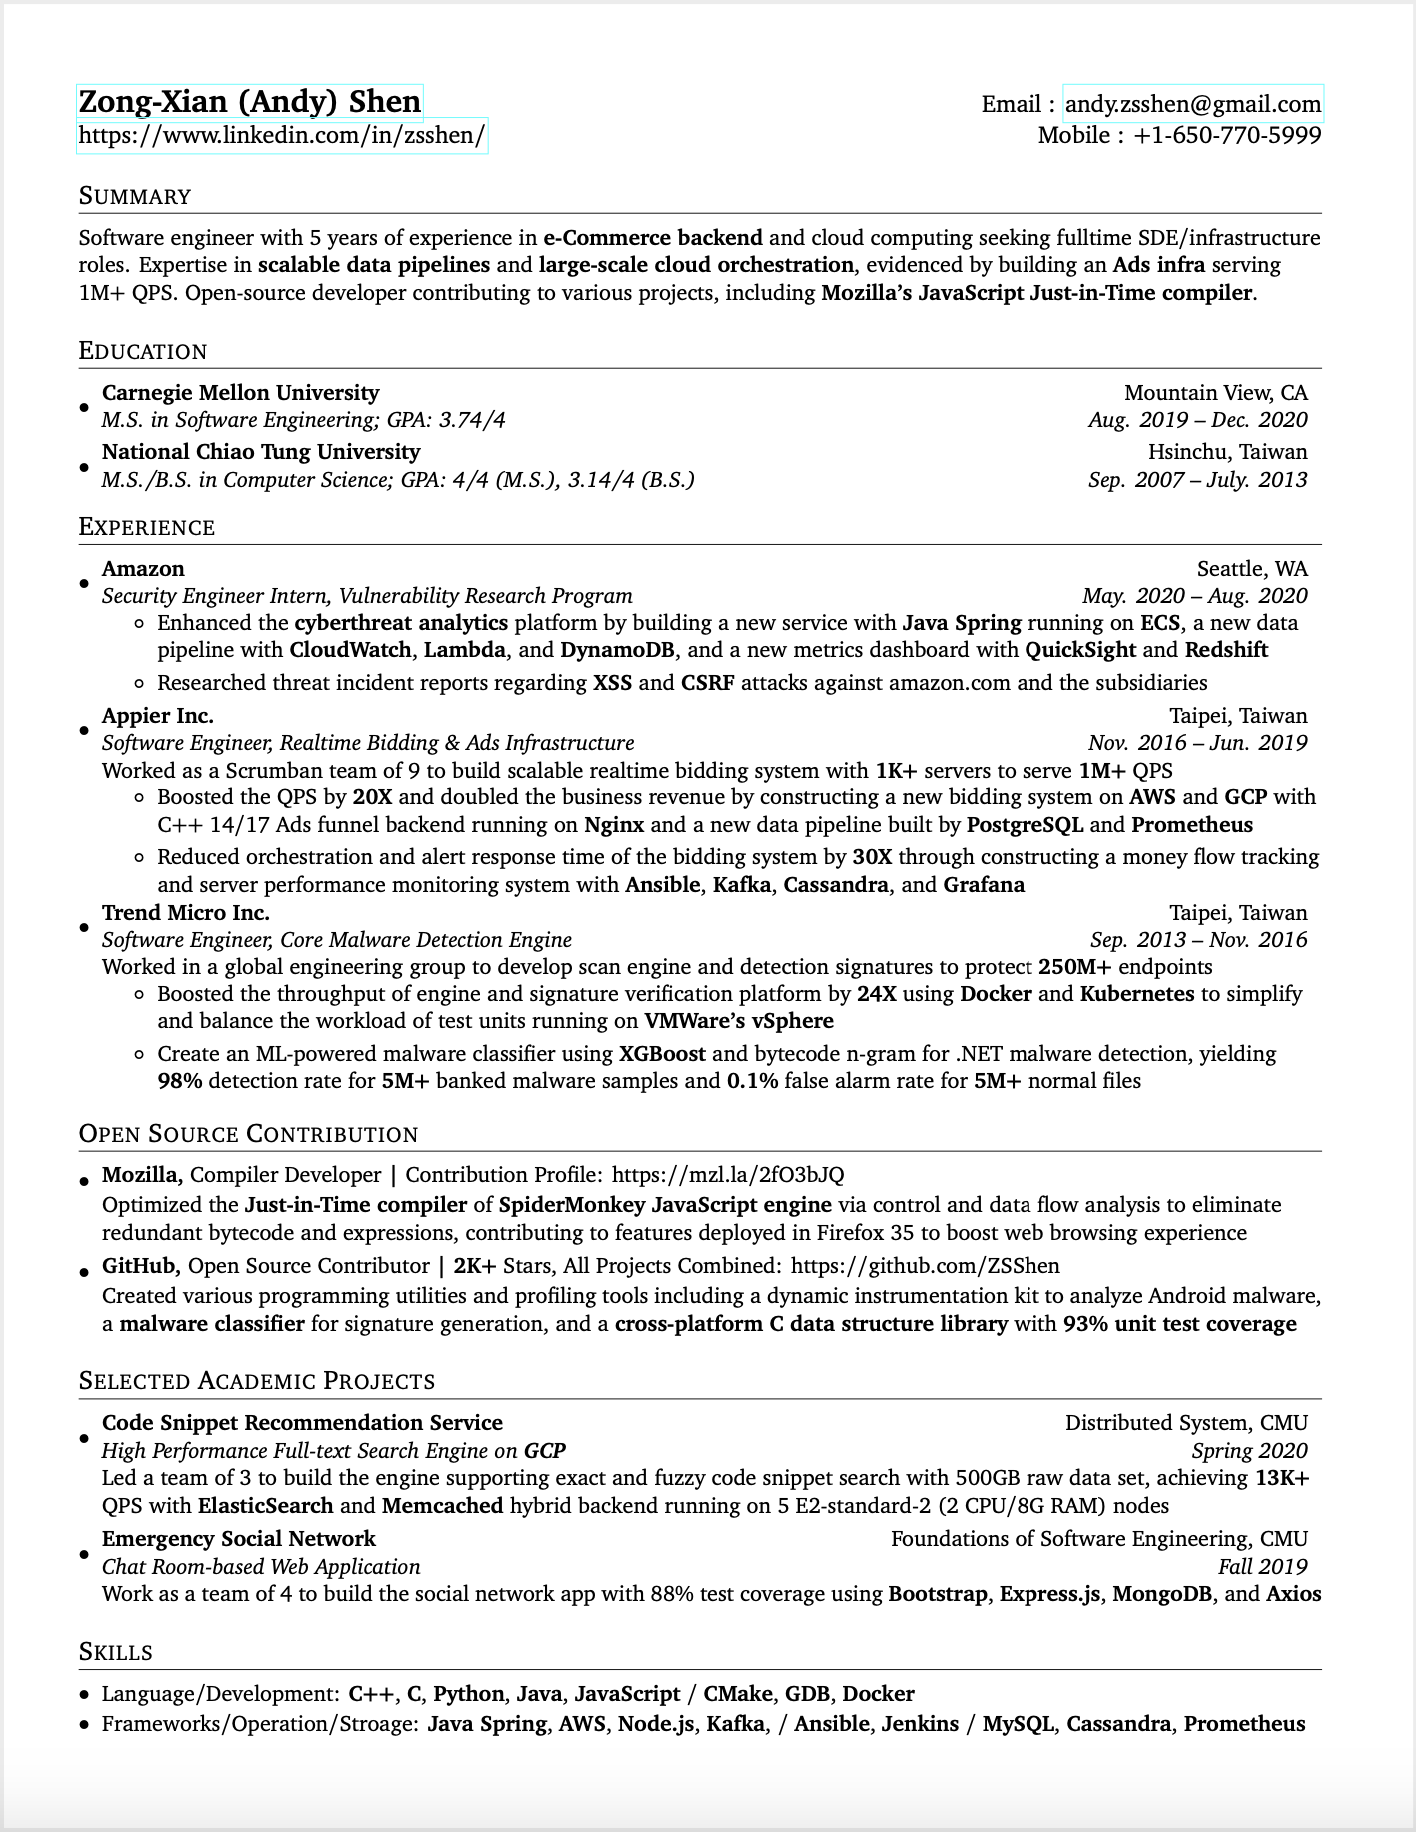 Zong-Xian (Andy) Shen
Email : andy.zsshen@gmail.com
https://www.linkedin.com/in/zsshen/
Mobile : +1-650-770-5999
Summary
Software engineer with 5 years of experience in e-Commerce backend and cloud computing seeking fulltime SDE/infrastructure
roles. Expertise in scalable data pipelines and large-scale cloud orchestration, evidenced by building an Ads infra serving
1M+ QPS. Open-source developer contributing to various projects, including Mozilla's JavaScript Just-in-Time compiler.
Education
• Carnegie Mellon University
Mountain View, CA
M.S. in Software Engineering; GPA: 3.74/4
Aug. 2019 – Dec. 2020
• National Chiao Tung University
Hsinchu, Taiwan
M.S./B.S. in Computer Science; GPA: 4/4 (M.S.), 3.14/4 (B.S.)
Sep. 2007 – July. 2013
Experience
• Amazon
Seattle, WA
Security Engineer Intern, Vulnerability Research Program
May. 2020 – Aug. 2020
◦ Enhanced the cyberthreat analytics platform by building a new service with Java Spring running on ECS, a new data
pipeline with CloudWatch, Lambda, and DynamoDB, and a new metrics dashboard with QuickSight and Redshift
◦ Researched threat incident reports regarding XSS and CSRF attacks against amazon.com and the subsidiaries
• Appier Inc.
Taipei, Taiwan
Software Engineer, Realtime Bidding & Ads Infrastructure
Nov. 2016 – Jun. 2019
Worked as a Scrumban team of 9 to build scalable realtime bidding system with 1K+ servers to serve 1M+ QPS
◦ Boosted the QPS by 20X and doubled the business revenue by constructing a new bidding system on AWS and GCP with
C++ 14/17 Ads funnel backend running on Nginx and a new data pipeline built by PostgreSQL and Prometheus
◦ Reduced orchestration and alert response time of the bidding system by 30X through constructing a money flow tracking
and server performance monitoring system with Ansible, Kafka, Cassandra, and Grafana
• Trend Micro Inc.
Taipei, Taiwan
Software Engineer, Core Malware Detection Engine
Sep. 2013 – Nov. 2016
Worked in a global engineering group to develop scan engine and detection signatures to protect 250M+ endpoints
◦ Boosted the throughput of engine and signature verification platform by 24X using Docker and Kubernetes to simplify
and balance the workload of test units running on VMWare's vSphere
◦ Create an ML-powered malware classifier using XGBoost and bytecode n-gram for .NET malware detection, yielding
98% detection rate for 5M+ banked malware samples and 0.1% false alarm rate for 5M+ normal files
Open Source Contribution
• Mozilla, Compiler Developer | Contribution Profile: https://mzl.la/2fO3bJQ
Optimized the Just-in-Time compiler of SpiderMonkey JavaScript engine via control and data flow analysis to eliminate
redundant bytecode and expressions, contributing to features deployed in Firefox 35 to boost web browsing experience
• GitHub, Open Source Contributor | 2K+ Stars, All Projects Combined: https://github.com/ZSShen
Created various programming utilities and profiling tools including a dynamic instrumentation kit to analyze Android malware,
a malware classifier for signature generation, and a cross-platform C data structure library with 93% unit test coverage
Selected Academic Projects
• Code Snippet Recommendation Service
Distributed System, CMU
High Performance Full-text Search Engine on GCP
Spring 2020
Led a team of 3 to build the engine supporting exact and fuzzy code snippet search with 500GB raw data set, achieving 13K+
QPS with ElasticSearch and Memcached hybrid backend running on 5 E2-standard-2 (2 CPU/8G RAM) nodes
• Emergency Social Network
Foundations of Software Engineering, CMU
Chat Room-based Web Application
Fall 2019
Work as a team of 4 to build the social network app with 88% test coverage using Bootstrap, Express.js, MongoDB, and Axios
Skills
• Language/Development: C++, C, Python, Java, JavaScript / CMake, GDB, Docker
• Frameworks/Operation/Stroage: Java Spring, AWS, Node.js, Kafka, / Ansible, Jenkins / MySQL, Cassandra, Prometheus